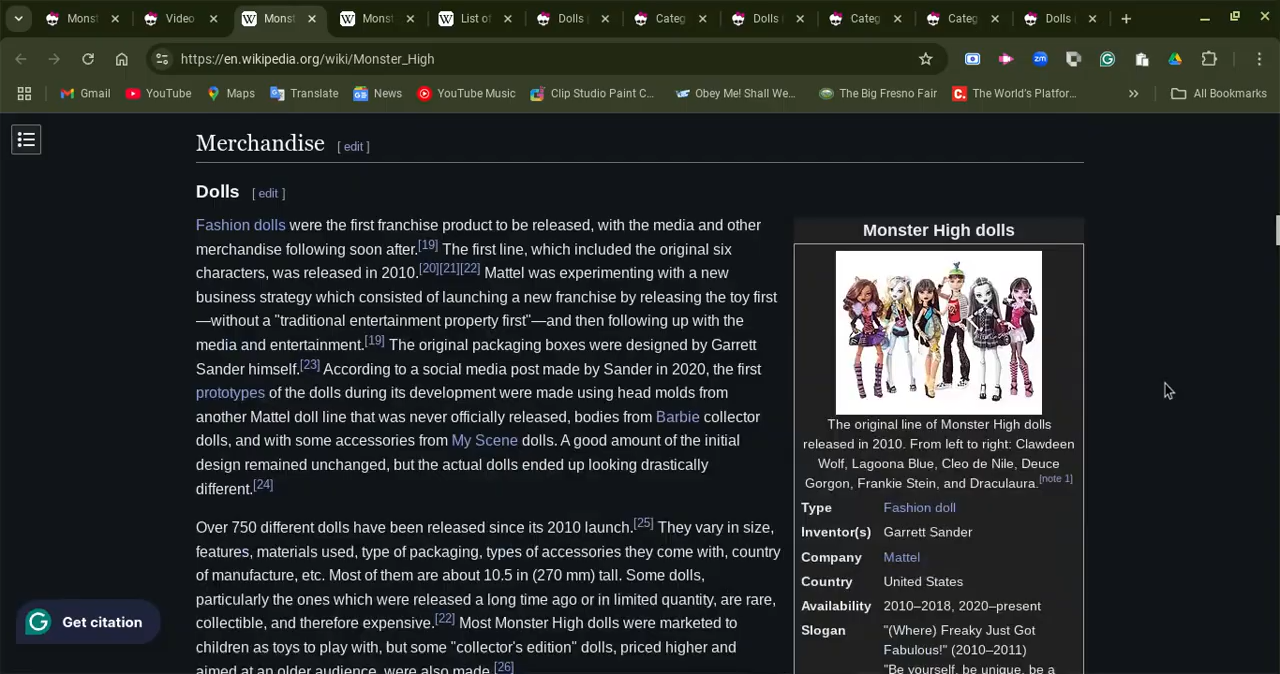 Monst
Video
Monst
Monst
List of
Dolls
Categ
Dolls
Categ
Categ
Dolls
https://en.wikipedia.org/wiki/Monster_High
Gmail
YouTube
Maps
Translate
News
YouTube Music
Clip Studio Paint C...
Obey Me! Shall We...
The Big Fresno Fair
The World's Platfor...
All Bookmarks
Merchandise [ edit ]
Dolls [ edit ]
Fashion dolls were the first franchise product to be released, with the media and other
merchandise following soon after.[19] The first line, which included the original six
characters, was released in 2010.[20][21][22] Mattel was experimenting with a new
business strategy which consisted of launching a new franchise by releasing the toy first
—without a "traditional entertainment property first"—and then following up with the
media and entertainment.[19] The original packaging boxes were designed by Garrett
Sander himself.[23] According to a social media post made by Sander in 2020, the first
prototypes of the dolls during its development were made using head molds from
another Mattel doll line that was never officially released, bodies from Barbie collector
dolls, and with some accessories from My Scene dolls. A good amount of the initial
design remained unchanged, but the actual dolls ended up looking drastically
different.[24]
Over 750 different dolls have been released since its 2010 launch.[25] They vary in size,
features, materials used, type of packaging, types of accessories they come with, country
of manufacture, etc. Most of them are about 10.5 in (270 mm) tall. Some dolls,
particularly the ones which were released a long time ago or in limited quantity, are rare,
collectible, and therefore expensive.[22] Most Monster High dolls were marketed to
children as toys to play with, but some "collector's edition" dolls, priced higher and
aimed at an older audience, were also made.[26]
Monster High dolls
The original line of Monster High dolls
released in 2010. From left to right: Clawdeen
Wolf, Lagoona Blue, Cleo de Nile, Deuce
Gorgon, Frankie Stein, and Draculaura.[note 1]
Type Fashion doll
Inventor(s) Garrett Sander
Company Mattel
Country United States
Availability 2010–2018, 2020–present
Slogan "(Where) Freaky Just Got
Fabulous!" (2010–2011)
"Be yourself, be unique, be a
Get citation